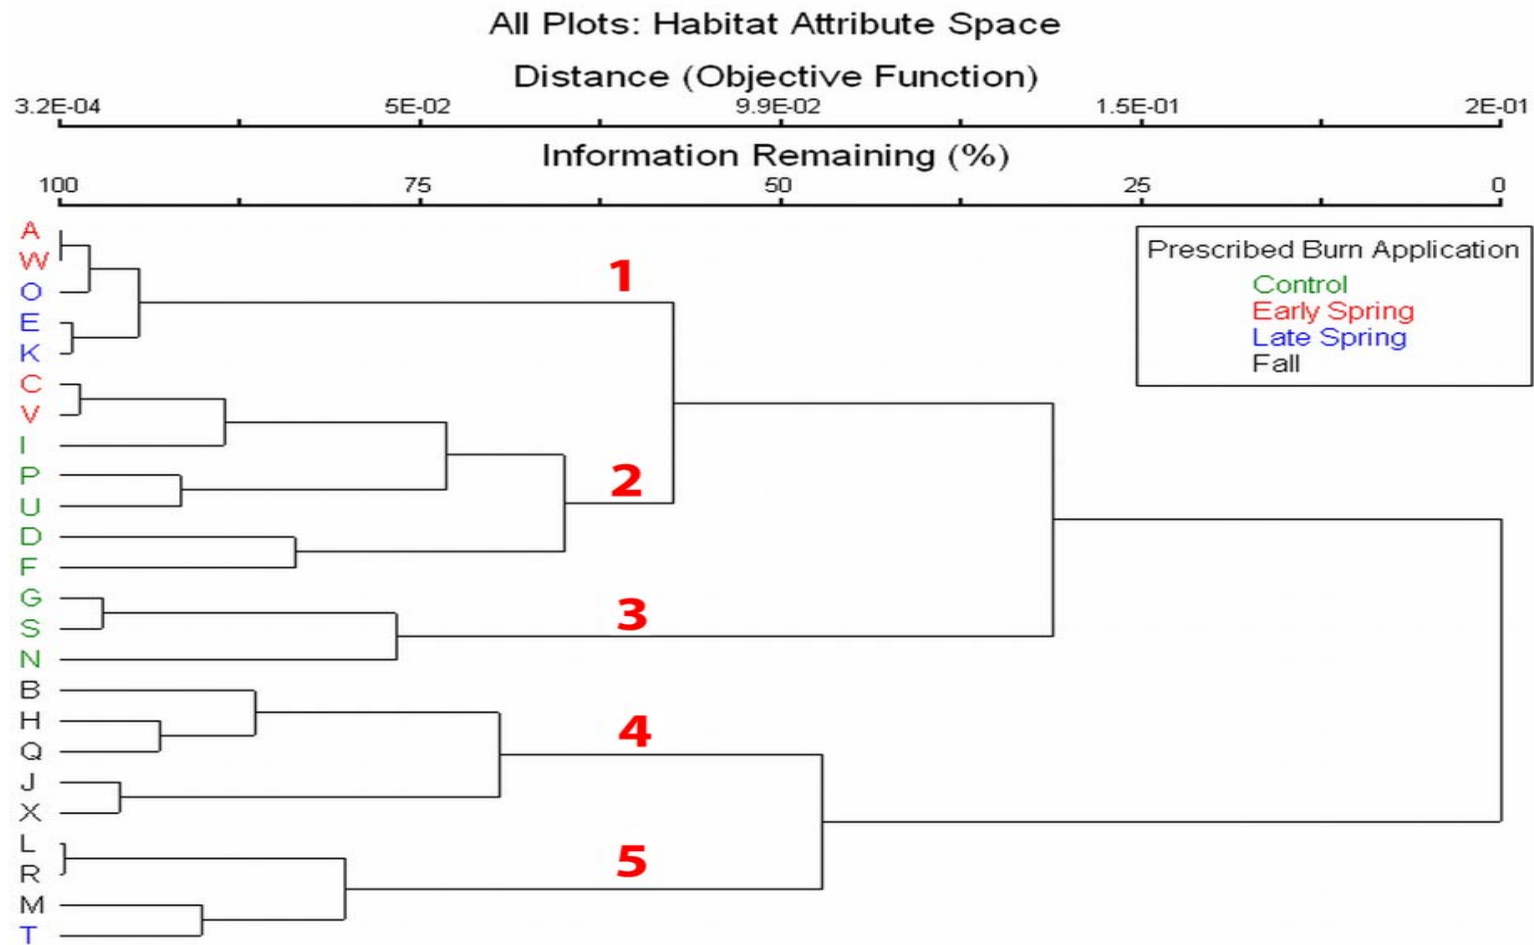 All Plots: Habitat Attribute Space
Distance (Objective Function)
3.2E-04 5E-02 9.9E-02 1.5E-01 2E-01
Information Remaining (%)
100 75 50 25 0
A
W
O
E
K
C
V
I
P
U
D
F
G
S
N
B
H
Q
J
X
L
R
M
T
1
2
3
4
5
Prescribed Burn Application
Control
Early Spring
Late Spring
Fall